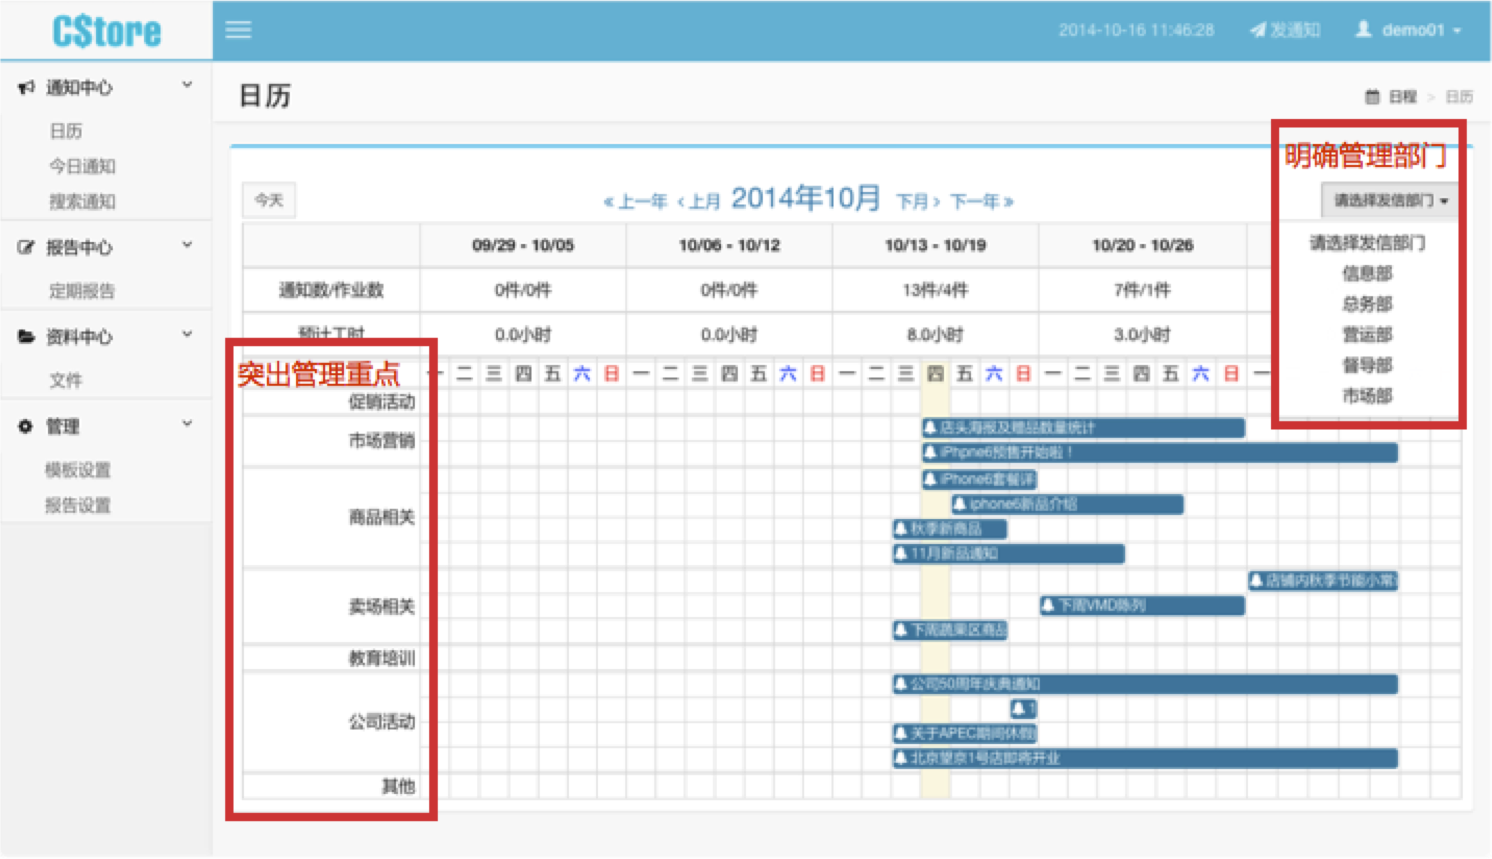 C$tore
2014-10-16 11:46:28 发通知 demo01
通知中心
日历
今日通知
搜索通知
报告中心
定期报告
资料中心
文件
管理
模板设置
报告设置
日历
日程 > 日历
明确管理部门
今天
« 上一年 ‹ 上月 2014年10月 下月 › 下一年 »
请选择发信部门
请选择发信部门
信息部
总务部
营运部
督导部
市场部
09/29 - 10/05 10/06 - 10/12 10/13 - 10/19 10/20 - 10/26
通知数/作业数 0件/0件 0件/0件 13件/4件 7件/1件
预计工时 0.0小时 0.0小时 8.0小时 3.0小时
突出管理重点
一 二 三 四 五 六 日 一 二 三 四 五 六 日 一 二 三 四 五 六 日 一 二 三 四 五 六 日 一
促销活动
市场营销
店头海报及赠品数量统计
iPhpne6预售开始啦！
商品相关
iPhone6套餐详
iphone6新品介绍
秋季新商品
11月新品通知
卖场相关
店铺内秋季节能小常
下周VMD陈列
下周蔬果区商品
教育培训
公司活动
公司50周年庆典通知
1
关于APEC期间休假
北京望京1号店即将开业
其他